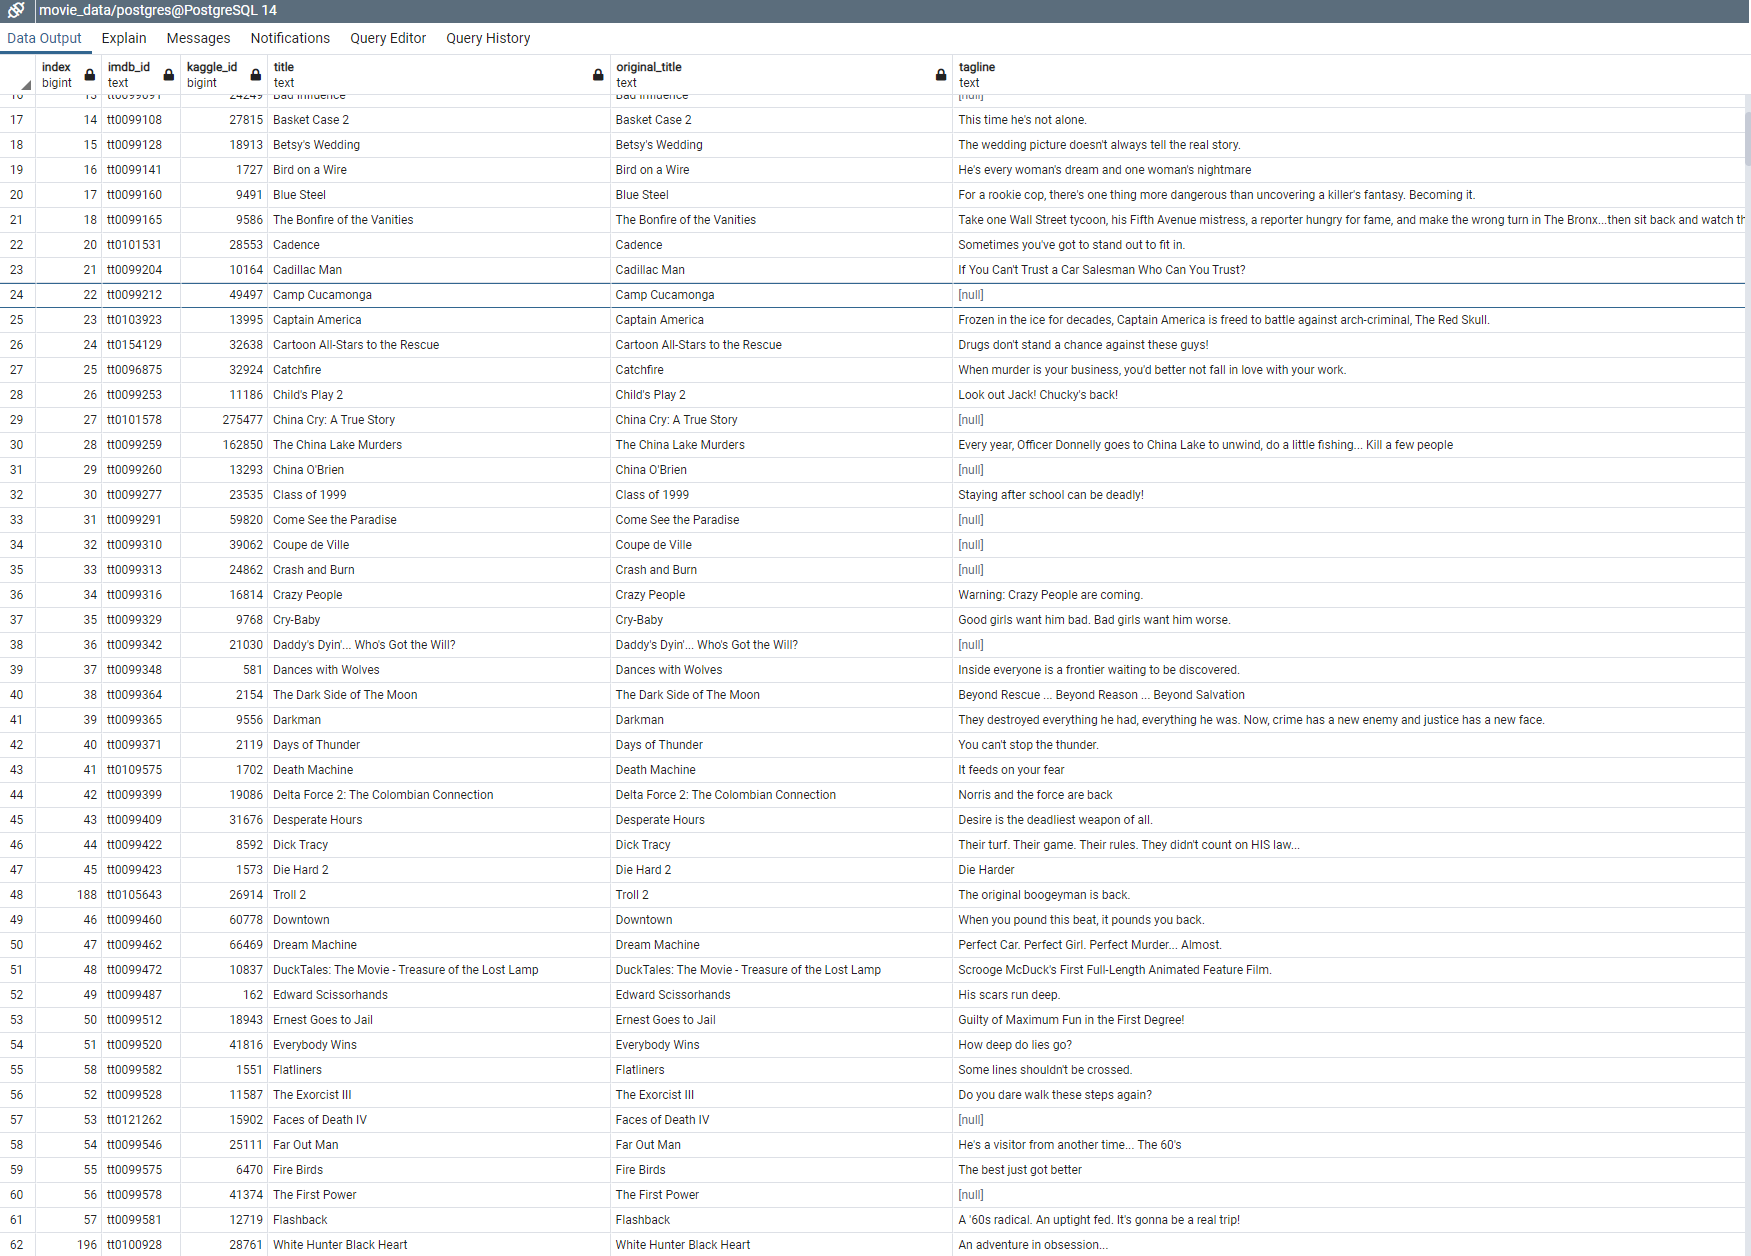 movie_data/postgres@PostgreSQL 14
Data Output Explain Messages Notifications Query Editor Query History
index imdb_id kaggle_id title original_title tagline
bigint text bigint text text text
16 13 tt0099091 24249 Bad Influence Bad Influence [null]
17 14 tt0099108 27815 Basket Case 2 Basket Case 2 This time he's not alone.
18 15 tt0099128 18913 Betsy's Wedding Betsy's Wedding The wedding picture doesn't always tell the real story.
19 16 tt0099141 1727 Bird on a Wire Bird on a Wire He's every woman's dream and one woman's nightmare
20 17 tt0099160 9491 Blue Steel Blue Steel For a rookie cop, there's one thing more dangerous than uncovering a killer's fantasy. Becoming it.
21 18 tt0099165 9586 The Bonfire of the Vanities The Bonfire of the Vanities Take one Wall Street tycoon, his Fifth Avenue mistress, a reporter hungry for fame, and make the wrong turn in The Bronx...then sit back and watch th
22 20 tt0101531 28553 Cadence Cadence Sometimes you've got to stand out to fit in.
23 21 tt0099204 10164 Cadillac Man Cadillac Man If You Can't Trust a Car Salesman Who Can You Trust?
24 22 tt0099212 49497 Camp Cucamonga Camp Cucamonga [null]
25 23 tt0103923 13995 Captain America Captain America Frozen in the ice for decades, Captain America is freed to battle against arch-criminal, The Red Skull.
26 24 tt0154129 32638 Cartoon All-Stars to the Rescue Cartoon All-Stars to the Rescue Drugs don't stand a chance against these guys!
27 25 tt0096875 32924 Catchfire Catchfire When murder is your business, you'd better not fall in love with your work.
28 26 tt0099253 11186 Child's Play 2 Child's Play 2 Look out Jack! Chucky's back!
29 27 tt0101578 275477 China Cry: A True Story China Cry: A True Story [null]
30 28 tt0099259 162850 The China Lake Murders The China Lake Murders Every year, Officer Donnelly goes to China Lake to unwind, do a little fishing... Kill a few people
31 29 tt0099260 13293 China O'Brien China O'Brien [null]
32 30 tt0099277 23535 Class of 1999 Class of 1999 Staying after school can be deadly!
33 31 tt0099291 59820 Come See the Paradise Come See the Paradise [null]
34 32 tt0099310 39062 Coupe de Ville Coupe de Ville [null]
35 33 tt0099313 24862 Crash and Burn Crash and Burn [null]
36 34 tt0099316 16814 Crazy People Crazy People Warning: Crazy People are coming.
37 35 tt0099329 9768 Cry-Baby Cry-Baby Good girls want him bad. Bad girls want him worse.
38 36 tt0099342 21030 Daddy's Dyin'... Who's Got the Will? Daddy's Dyin'... Who's Got the Will? [null]
39 37 tt0099348 581 Dances with Wolves Dances with Wolves Inside everyone is a frontier waiting to be discovered.
40 38 tt0099364 2154 The Dark Side of The Moon The Dark Side of The Moon Beyond Rescue ... Beyond Reason ... Beyond Salvation
41 39 tt0099365 9556 Darkman Darkman They destroyed everything he had, everything he was. Now, crime has a new enemy and justice has a new face.
42 40 tt0099371 2119 Days of Thunder Days of Thunder You can't stop the thunder.
43 41 tt0109575 1702 Death Machine Death Machine It feeds on your fear
44 42 tt0099399 19086 Delta Force 2: The Colombian Connection Delta Force 2: The Colombian Connection Norris and the force are back
45 43 tt0099409 31676 Desperate Hours Desperate Hours Desire is the deadliest weapon of all.
46 44 tt0099422 8592 Dick Tracy Dick Tracy Their turf. Their game. Their rules. They didn't count on HIS law...
47 45 tt0099423 1573 Die Hard 2 Die Hard 2 Die Harder
48 188 tt0105643 26914 Troll 2 Troll 2 The original boogeyman is back.
49 46 tt0099460 60778 Downtown Downtown When you pound this beat, it pounds you back.
50 47 tt0099462 66469 Dream Machine Dream Machine Perfect Car. Perfect Girl. Perfect Murder... Almost.
51 48 tt0099472 10837 DuckTales: The Movie - Treasure of the Lost Lamp DuckTales: The Movie - Treasure of the Lost Lamp Scrooge McDuck's First Full-Length Animated Feature Film.
52 49 tt0099487 162 Edward Scissorhands Edward Scissorhands His scars run deep.
53 50 tt0099512 18943 Ernest Goes to Jail Ernest Goes to Jail Guilty of Maximum Fun in the First Degree!
54 51 tt0099520 41816 Everybody Wins Everybody Wins How deep do lies go?
55 58 tt0099582 1551 Flatliners Flatliners Some lines shouldn't be crossed.
56 52 tt0099528 11587 The Exorcist III The Exorcist III Do you dare walk these steps again?
57 53 tt0121262 15902 Faces of Death IV Faces of Death IV [null]
58 54 tt0099546 25111 Far Out Man Far Out Man He's a visitor from another time... The 60's
59 55 tt0099575 6470 Fire Birds Fire Birds The best just got better
60 56 tt0099578 41374 The First Power The First Power [null]
61 57 tt0099581 12719 Flashback Flashback A '60s radical. An uptight fed. It's gonna be a real trip!
62 196 tt0100928 28761 White Hunter Black Heart White Hunter Black Heart An adventure in obsession...